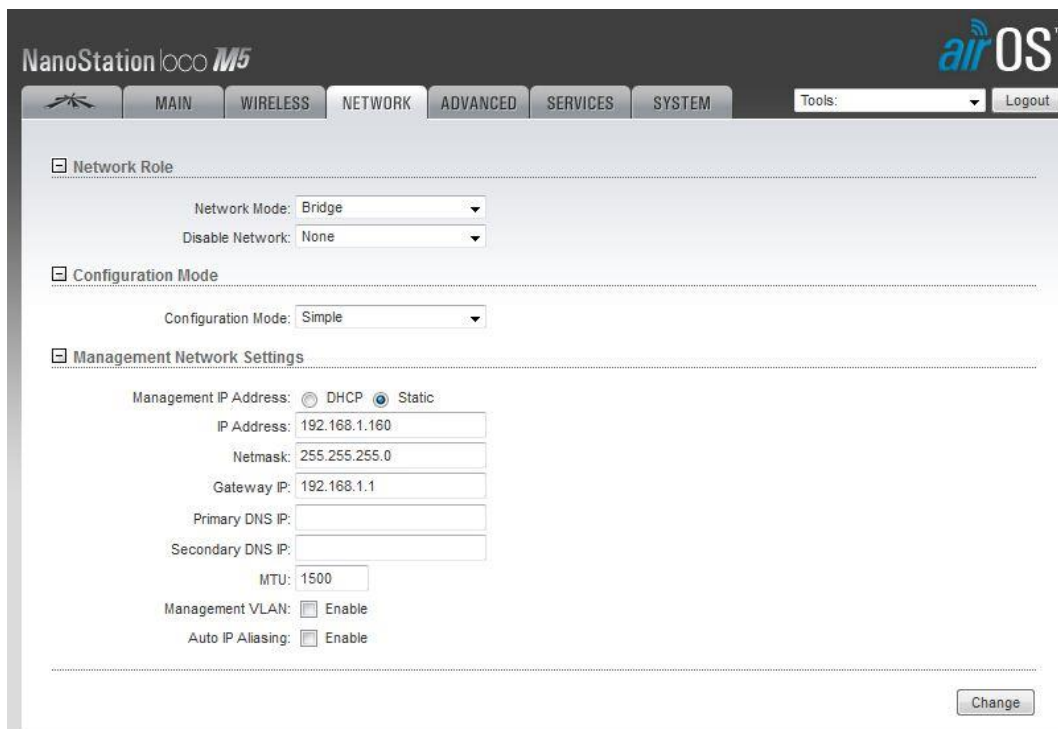 NanoStation loco M5
airOS™
MAIN WIRELESS NETWORK ADVANCED SERVICES SYSTEM Tools: Logout
Network Role
Network Mode: Bridge
Disable Network: None
Configuration Mode
Configuration Mode: Simple
Management Network Settings
Management IP Address: DHCP Static
IP Address: 192.168.1.160
Netmask: 255.255.255.0
Gateway IP: 192.168.1.1
Primary DNS IP:
Secondary DNS IP:
MTU: 1500
Management VLAN: Enable
Auto IP Aliasing: Enable
Change